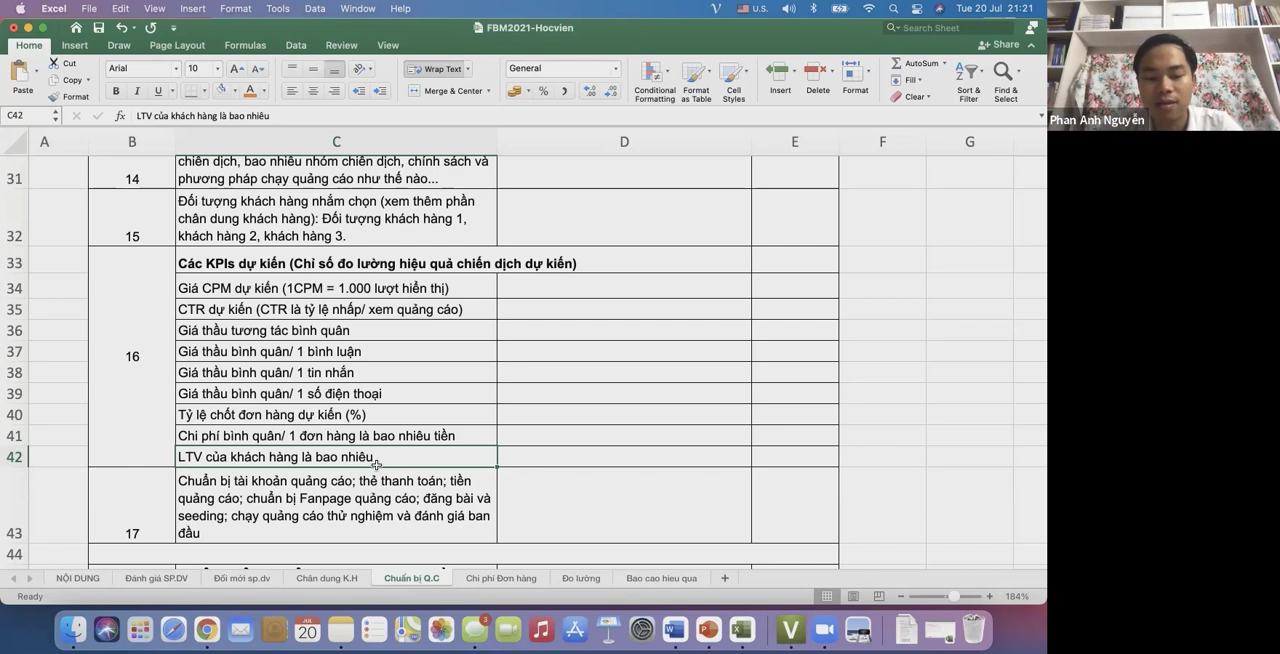 Excel File Edit View Insert Format Tools Data Window Help
U.S. Tue 20 Jul 21:21
FBM2021-Hocvien
Search Sheet
Home Insert Draw Page Layout Formulas Data Review View
Share
Paste
Cut
Copy
Format
Arial 10
B I U
Wrap Text
Merge & Center
General
Conditional Formatting
Format as Table
Cell Styles
Insert
Delete
Format
AutoSum
Fill
Clear
Sort & Filter
Find & Select
Phan Anh Nguyễn
C42 fx LTV của khách hàng là bao nhiêu
A B C D E F G
chiến dịch, bao nhiêu nhóm chiến dịch, chính sách và
31 14 phương pháp chạy quảng cáo như thế nào...
Đối tượng khách hàng nhắm chọn (xem thêm phần
chân dung khách hàng): Đối tượng khách hàng 1,
32 15 khách hàng 2, khách hàng 3.
33 Các KPIs dự kiến (Chỉ số đo lường hiệu quả chiến dịch dự kiến)
34 Giá CPM dự kiến (1CPM = 1.000 lượt hiển thị)
35 CTR dự kiến (CTR là tỷ lệ nhấp/ xem quảng cáo)
36 Giá thầu tương tác bình quân
37 16 Giá thầu bình quân/ 1 bình luận
38 Giá thầu bình quân/ 1 tin nhắn
39 Giá thầu bình quân/ 1 số điện thoại
40 Tỷ lệ chốt đơn hàng dự kiến (%)
41 Chi phí bình quân/ 1 đơn hàng là bao nhiêu tiền
42 LTV của khách hàng là bao nhiêu
Chuẩn bị tài khoản quảng cáo; thẻ thanh toán; tiền
quảng cáo; chuẩn bị Fanpage quảng cáo; đăng bài và
seeding; chạy quảng cáo thử nghiệm và đánh giá ban
43 17 đầu
44
NỘI DUNG Đánh giá SP.DV Đổi mới sp.dv Chân dung K.H Chuẩn bị Q.C Chi phí Đơn hàng Đo lường Bao cao hieu qua
Ready 184%
JUL
20
3